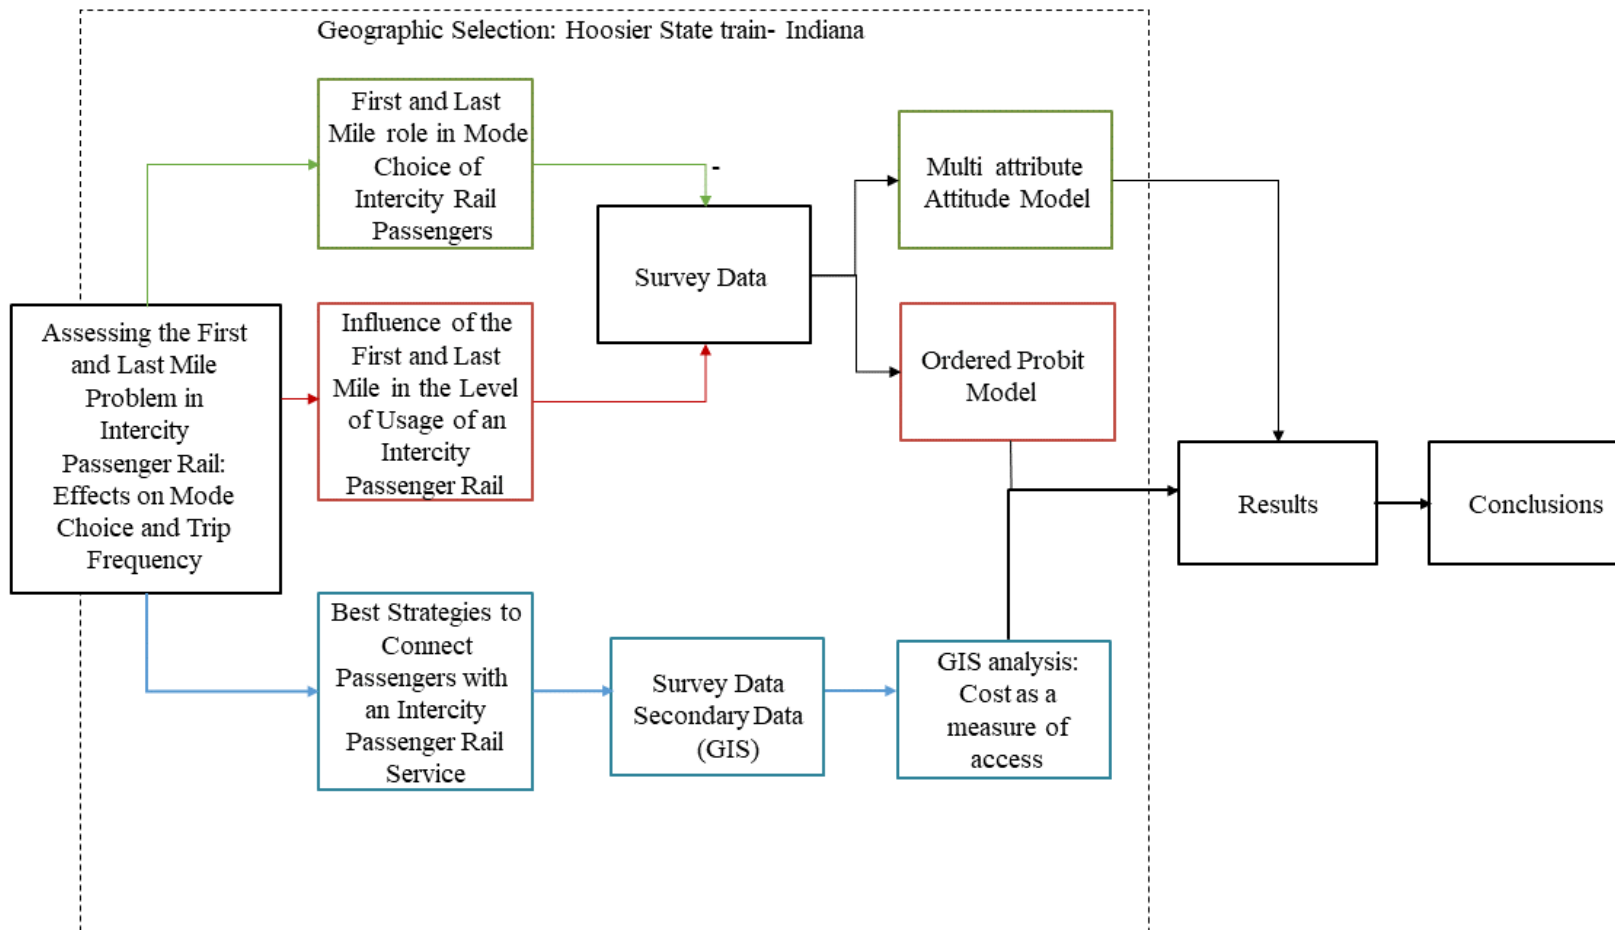 Geographic Selection: Hoosier State train- Indiana
First and Last
Mile role in Mode
Choice of
Intercity Rail
Passengers
-
Multi attribute
Attitude Model
Survey Data
Assessing the First
and Last Mile
Problem in
Intercity
Passenger Rail:
Effects on Mode
Choice and Trip
Frequency
Influence of the
First and Last
Mile in the Level
of Usage of an
Intercity
Passenger Rail
Ordered Probit
Model
Results
Conclusions
Best Strategies to
Connect
Passengers with
an Intercity
Passenger Rail
Service
Survey Data
Secondary Data
(GIS)
GIS analysis:
Cost as a
measure of
access